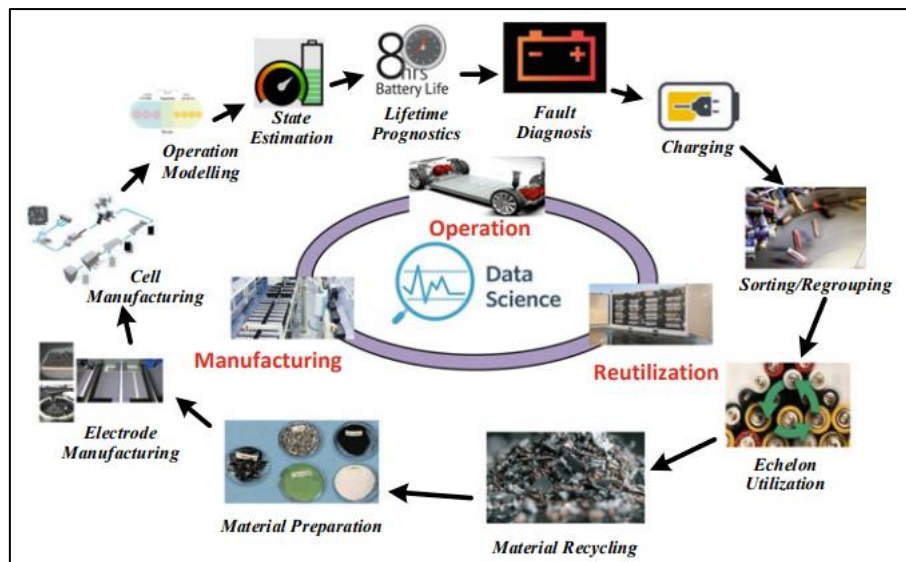 8
hrs
Battery Life
State
Estimation
Lifetime
Prognostics
Fault
Diagnosis
Operation
Modelling
Charging
Operation
Sorting/Regrouping
Data
Science
Cell
Manufacturing
Manufacturing
Reutilization
Electrode
Manufacturing
Echelon
Utilization
Material Preparation
Material Recycling